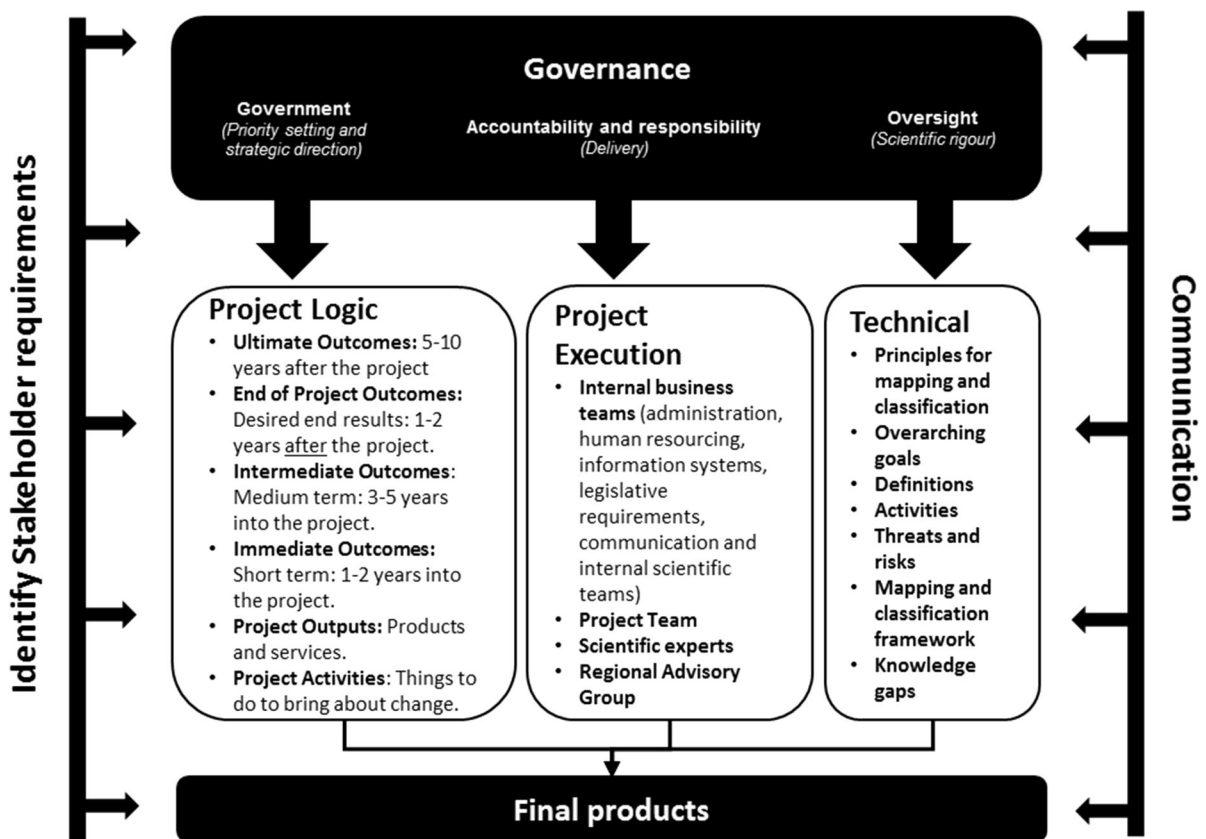 Identify Stakeholder requirements
Governance
Government
(Priority setting and
strategic direction)
Accountability and responsibility
(Delivery)
Oversight
(Scientific rigour)
Project Logic
• Ultimate Outcomes: 5-10
years after the project
• End of Project Outcomes:
Desired end results: 1-2
years after the project.
• Intermediate Outcomes:
Medium term: 3-5 years
into the project.
• Immediate Outcomes:
Short term: 1-2 years into
the project.
• Project Outputs: Products
and services.
• Project Activities: Things to
do to bring about change.
Project
Execution
• Internal business
teams (administration,
human resourcing,
information systems,
legislative
requirements,
communication and
internal scientific
teams)
• Project Team
• Scientific experts
• Regional Advisory
Group
Technical
• Principles for
mapping and
classification
• Overarching
goals
• Definitions
• Activities
• Threats and
risks
• Mapping and
classification
framework
• Knowledge
gaps
Communication
Final products